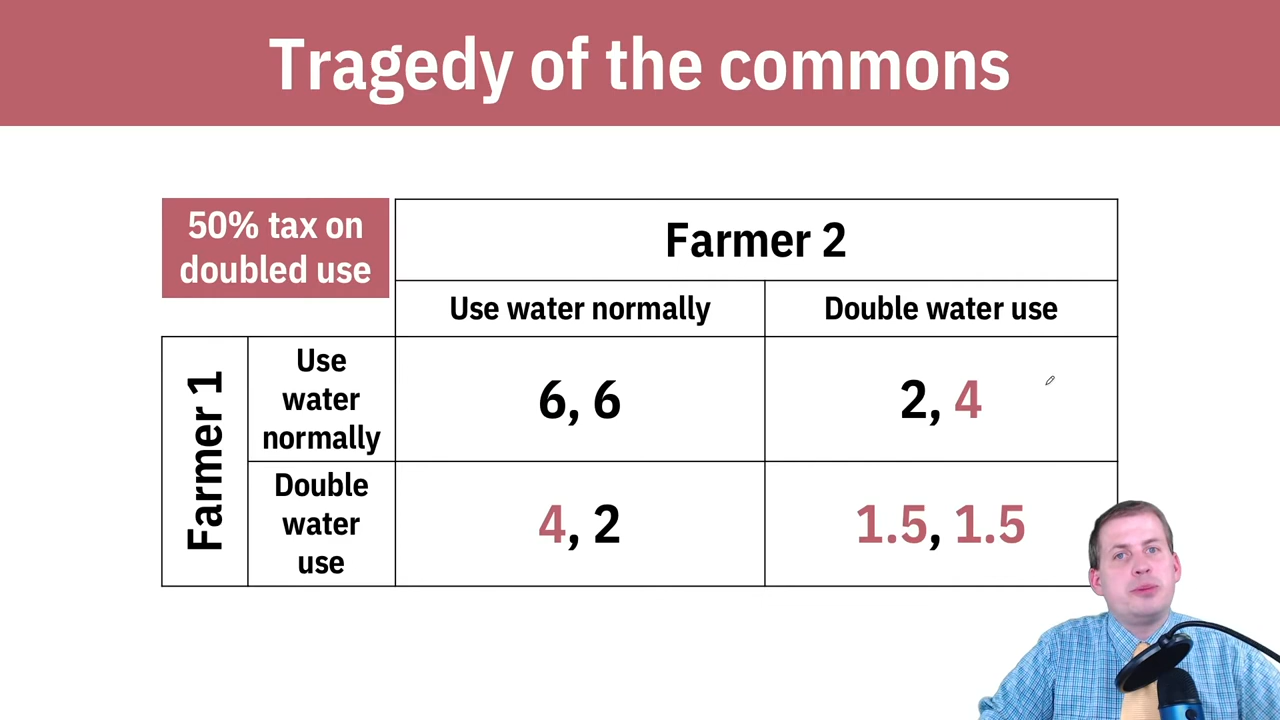 Tragedy of the commons
50% tax on
doubled use
Farmer 2
Use water normally
Double water use
Farmer 1
Use
water
normally
6, 6
2, 4
Double
water
use
4, 2
1.5, 1.5